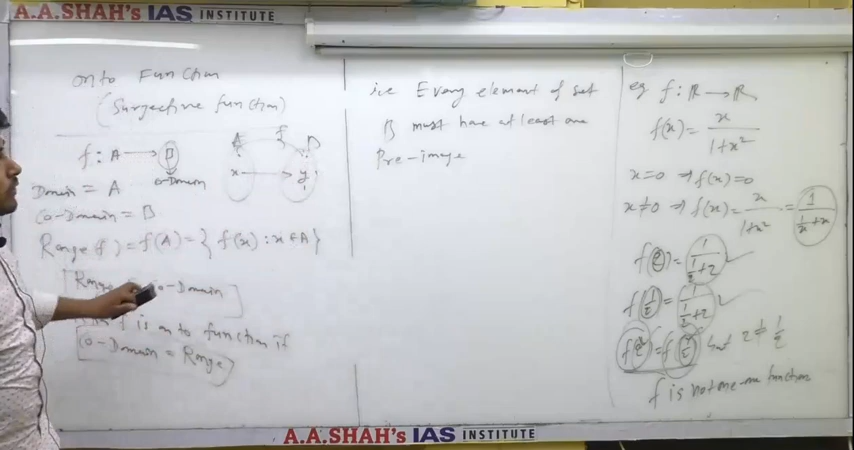 A.A.SHAH's IAS INSTITUTE
onto Function
(Surjective function)
f : A → B
co-Domain
A f B
x → y
Domain = A
Co-Domain = B
Range(f) = f(A) = { f(x) : x ∈ A }
Range Co-Domain
f is onto function if
Co-Domain = Range
i.e Every element of set
B must have at least one
Pre-image
eg f : R → R
f(x) = x/(1+x²)
x=0 ⇒ f(x)=0
x≠0 ⇒ f(x) = x/(1+x²) = 1/(1/x + x)
f(2) = 1/(1/2 + 2)
f(1/2) = 1/(1/2 + 2)
f(2) = f(1/2) but 2 ≠ 1/2
f is not one-one function
A.A.SHAH's IAS INSTITUTE